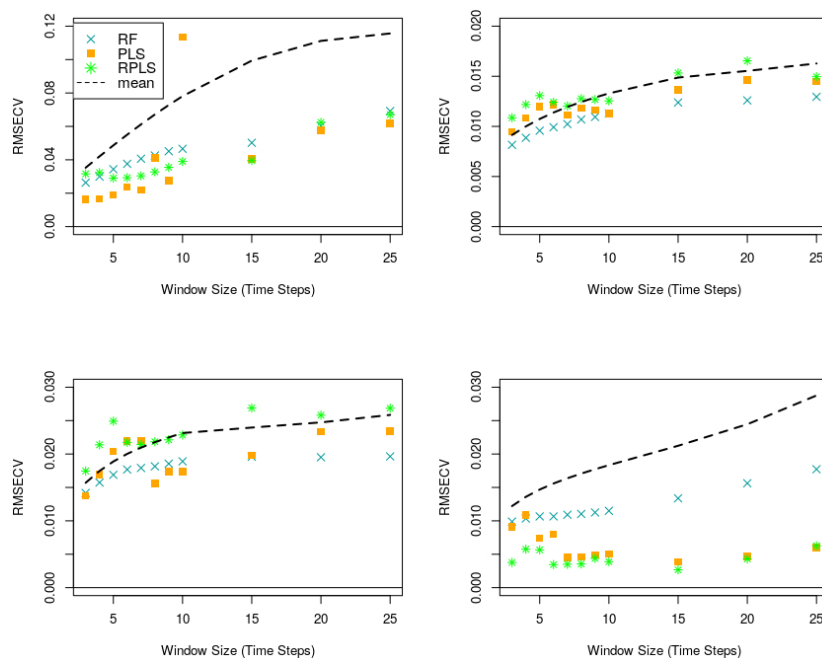 0.12
0.08
0.04
0.00
RMSECV
RF
PLS
RPLS
mean
5 10 15 20 25
Window Size (Time Steps)
0.020
0.015
0.010
0.005
0.000
RMSECV
5 10 15 20 25
Window Size (Time Steps)
0.030
0.020
0.010
0.000
RMSECV
5 10 15 20 25
Window Size (Time Steps)
0.030
0.020
0.010
0.000
RMSECV
5 10 15 20 25
Window Size (Time Steps)